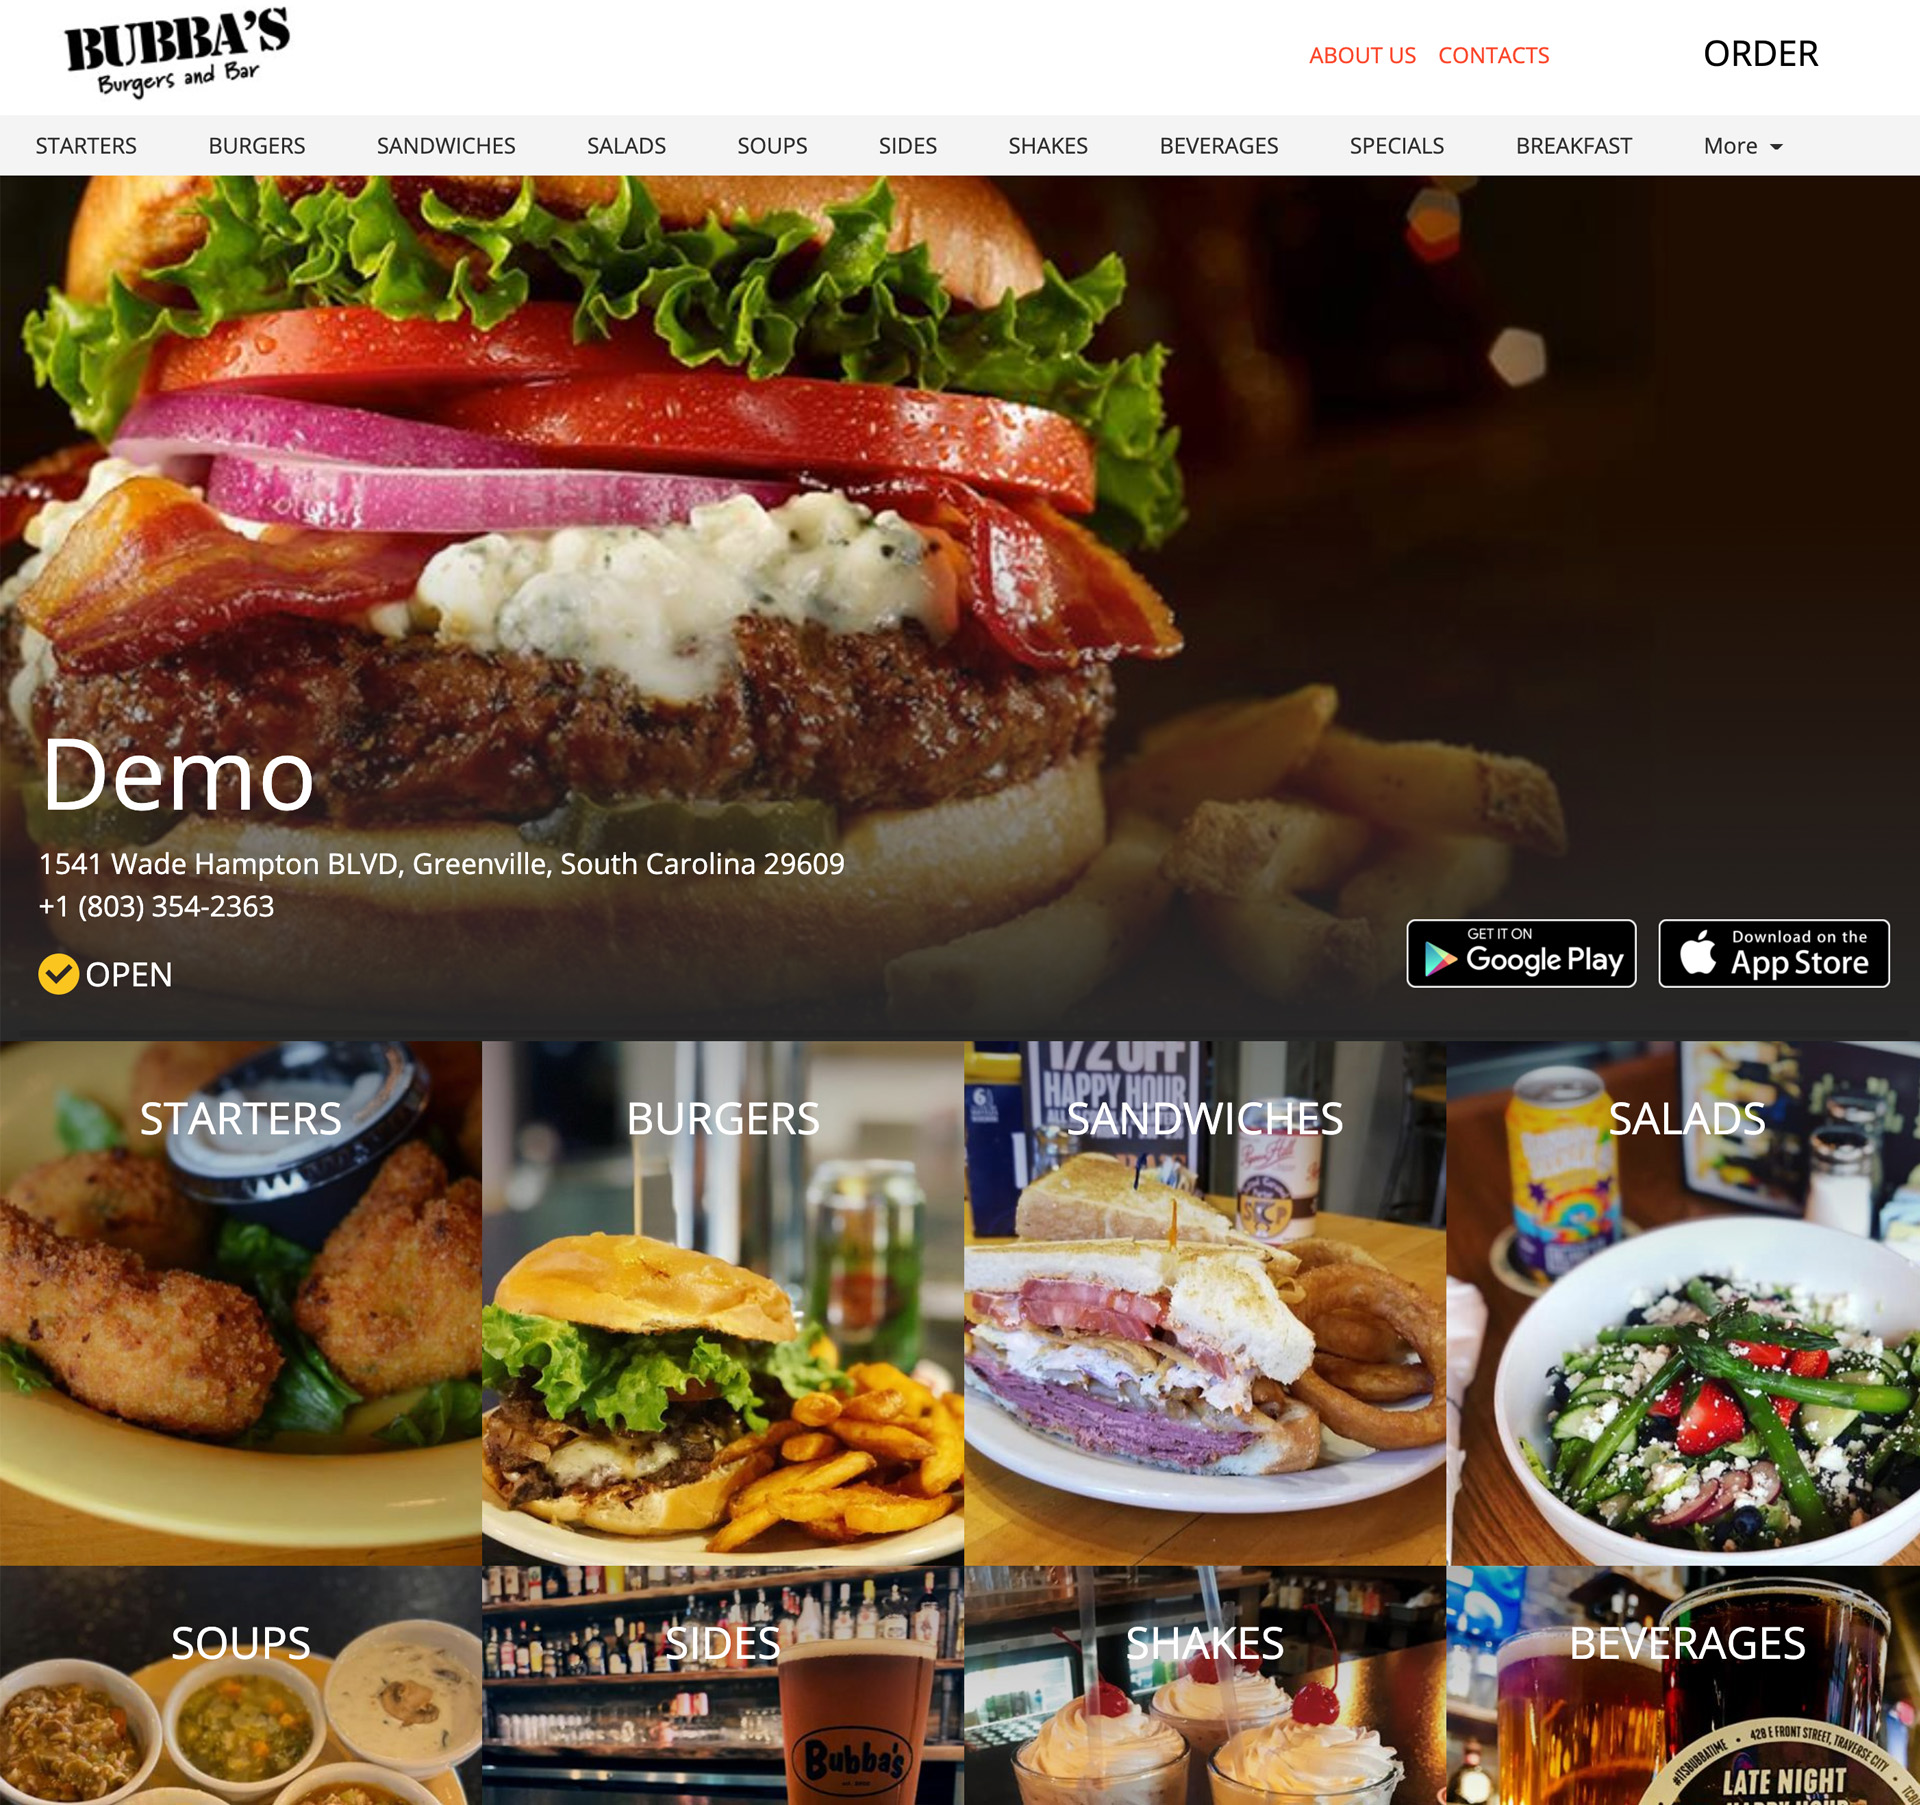 BUBBA'S
Burgers and Bar
ABOUT US CONTACTS
ORDER
STARTERS BURGERS SANDWICHES SALADS SOUPS SIDES SHAKES BEVERAGES SPECIALS BREAKFAST More
Demo
1541 Wade Hampton BLVD, Greenville, South Carolina 29609
+1 (803) 354-2363
OPEN
GET IT ON
Google Play
Download on the
App Store
STARTERS
BURGERS
1/2 OFF
HAPPY HOUR
SANDWICHES
SALADS
SOUPS
SIDES
Bubba's
SHAKES
BEVERAGES
#ITSBUBBATIME • 428 E FRONT STREET, TRAVERSE CITY •
LATE NIGHT
HAPPY HOUR